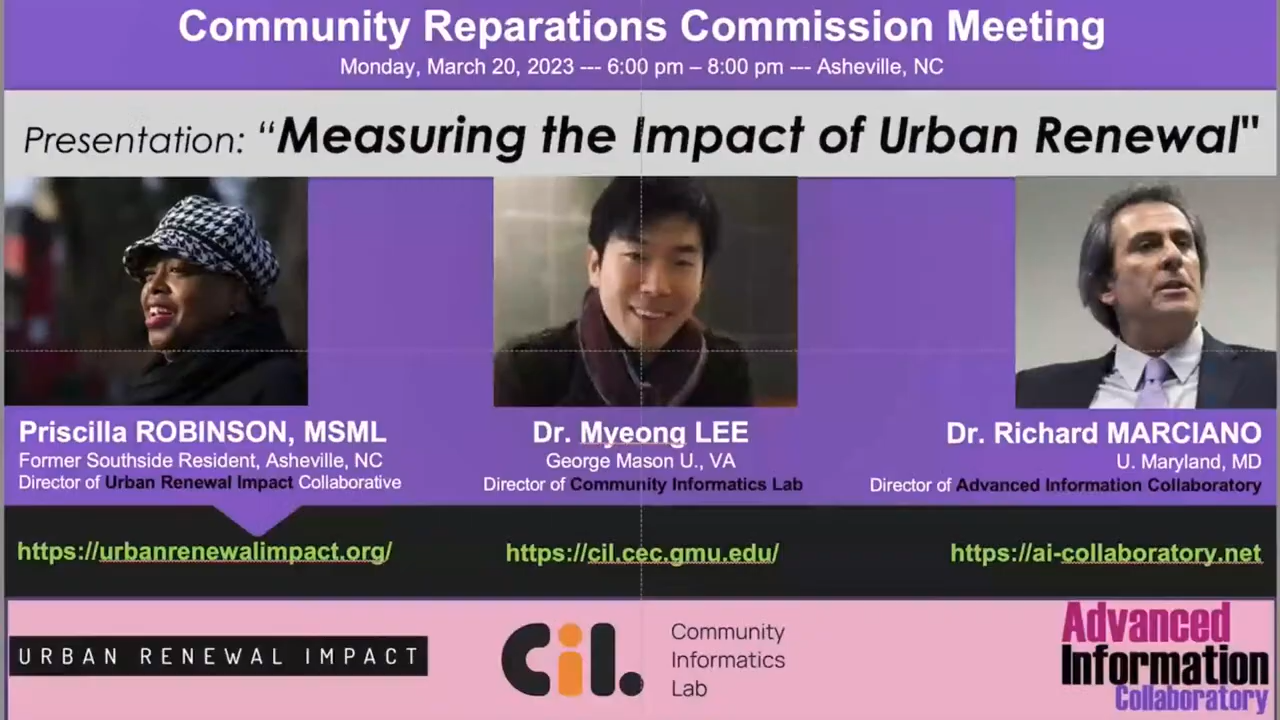 Community Reparations Commission Meeting
Monday, March 20, 2023 --- 6:00 pm – 8:00 pm --- Asheville, NC
Presentation: “Measuring the Impact of Urban Renewal"
Priscilla ROBINSON, MSML
Former Southside Resident, Asheville, NC
Director of Urban Renewal Impact Collaborative
https://urbanrenewalimpact.org/
Dr. Myeong LEE
George Mason U., VA
Director of Community Informatics Lab
https://cil.cec.gmu.edu/
Dr. Richard MARCIANO
U. Maryland, MD
Director of Advanced Information Collaboratory
https://ai-collaboratory.net
URBAN RENEWAL IMPACT
CiL.
Community
Informatics
Lab
Advanced
Information
Collaboratory